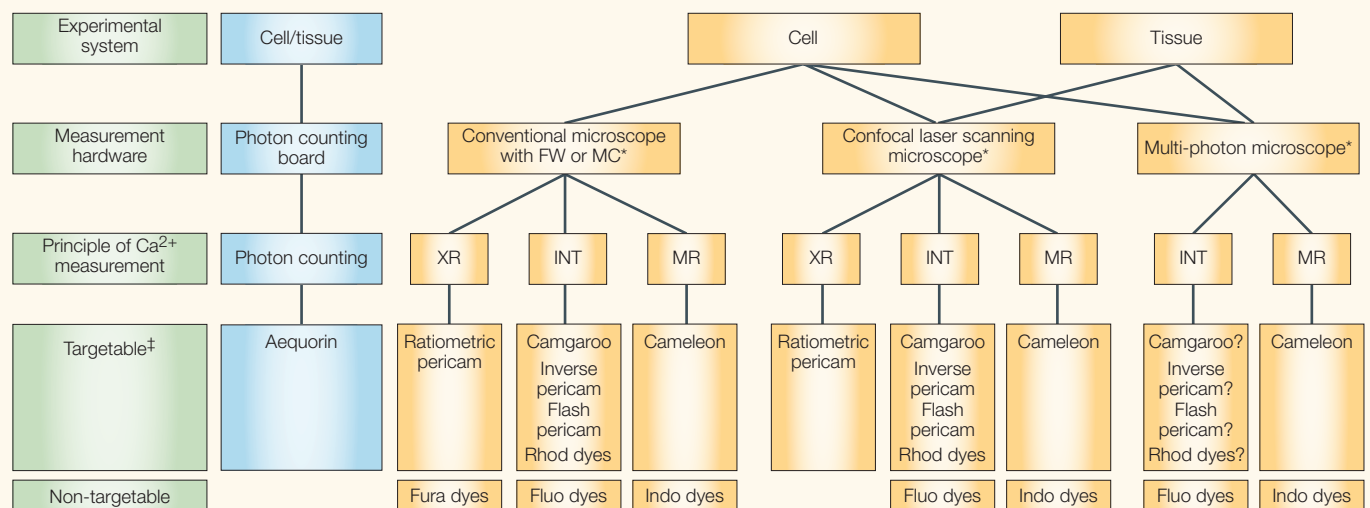 Experimental
system
Cell/tissue
Cell
Tissue
Measurement
hardware
Photon counting
board
Conventional microscope
with FW or MC*
Confocal laser scanning
microscope*
Multi-photon microscope*
Principle of Ca2+
measurement
Photon counting
XR
INT
MR
XR
INT
MR
INT
MR
Targetable‡
Aequorin
Ratiometric
pericam
Camgaroo
Inverse
pericam
Flash
pericam
Rhod dyes
Cameleon
Ratiometric
pericam
Camgaroo
Inverse
pericam
Flash
pericam
Rhod dyes
Cameleon
Camgaroo?
Inverse
pericam?
Flash
pericam?
Rhod dyes?
Cameleon
Non-targetable
Fura dyes
Fluo dyes
Indo dyes
Fluo dyes
Indo dyes
Fluo dyes
Indo dyes